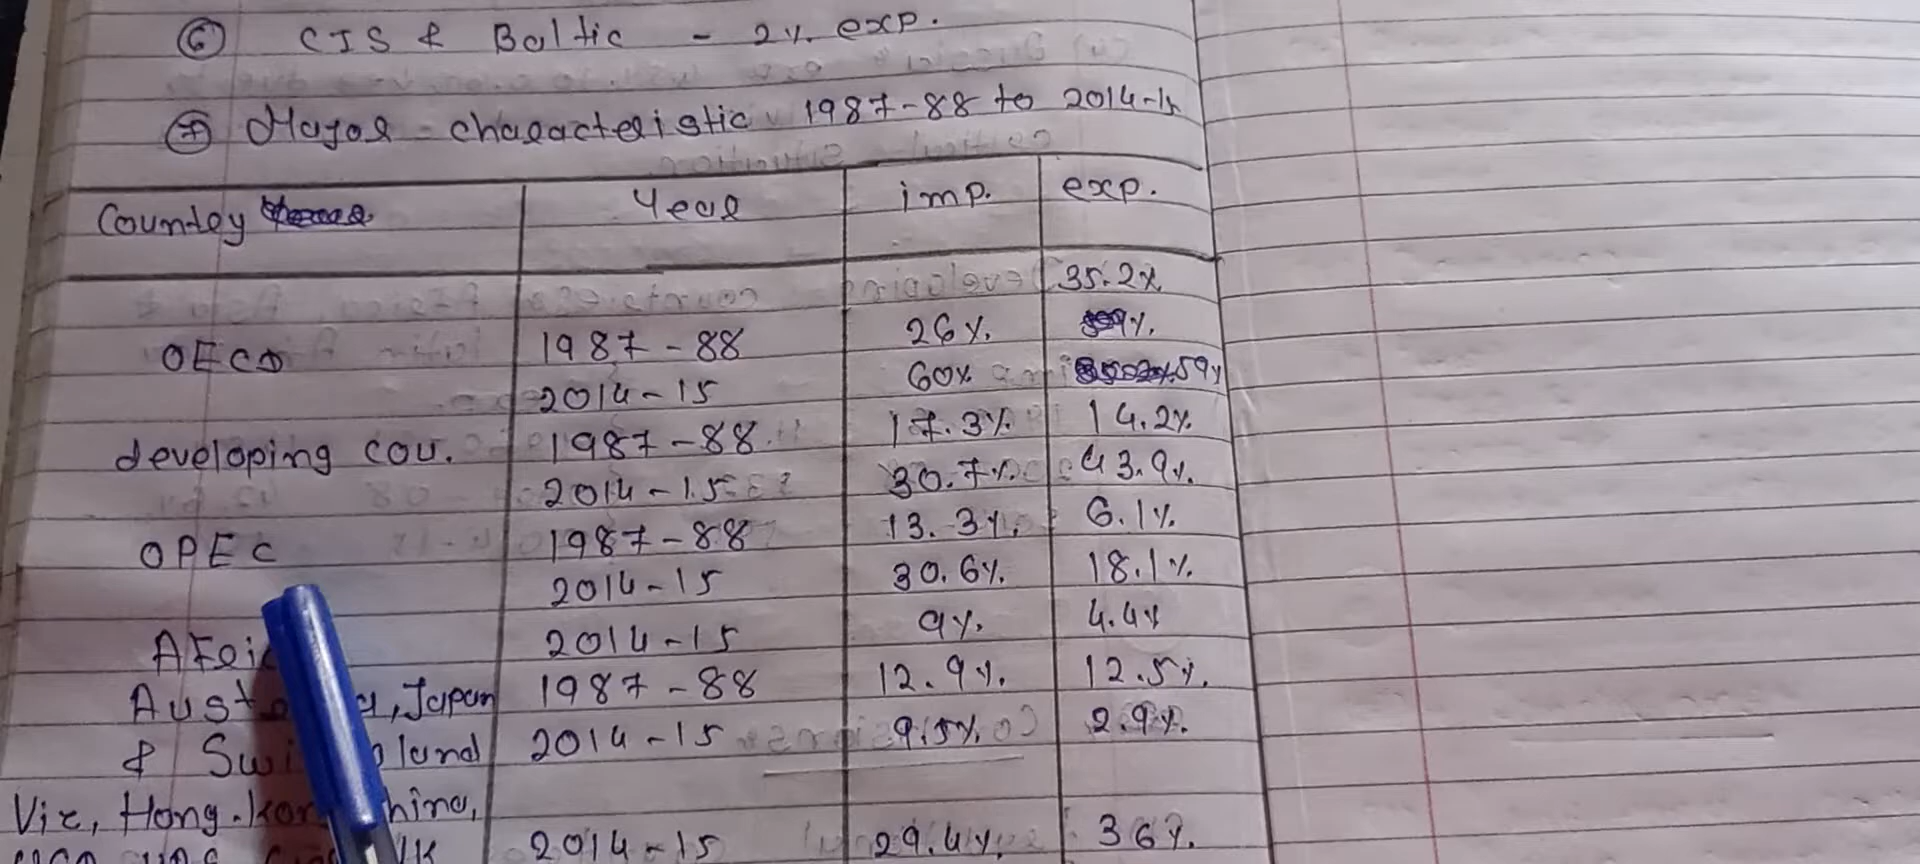 ⑥ CIS & Baltic - 2% exp.
⑦ Major characteristic 1987-88 to 2014-15
Country Year imp. exp.
35.2%
OECD 1987-88 26%
2014-15 60% 59%
developing cou. 1987-88 17.3% 14.2%
2014-15 30.7% 43.9%
OPEC 1987-88 13.3% 6.1%
2014-15 30.6% 18.1%
2014-15 9% 4.4%
Japan 1987-88 12.9% 12.5%
& 2014-15 9.5% 2.9%
Viz, Hong
2014-15 29.4% 36%